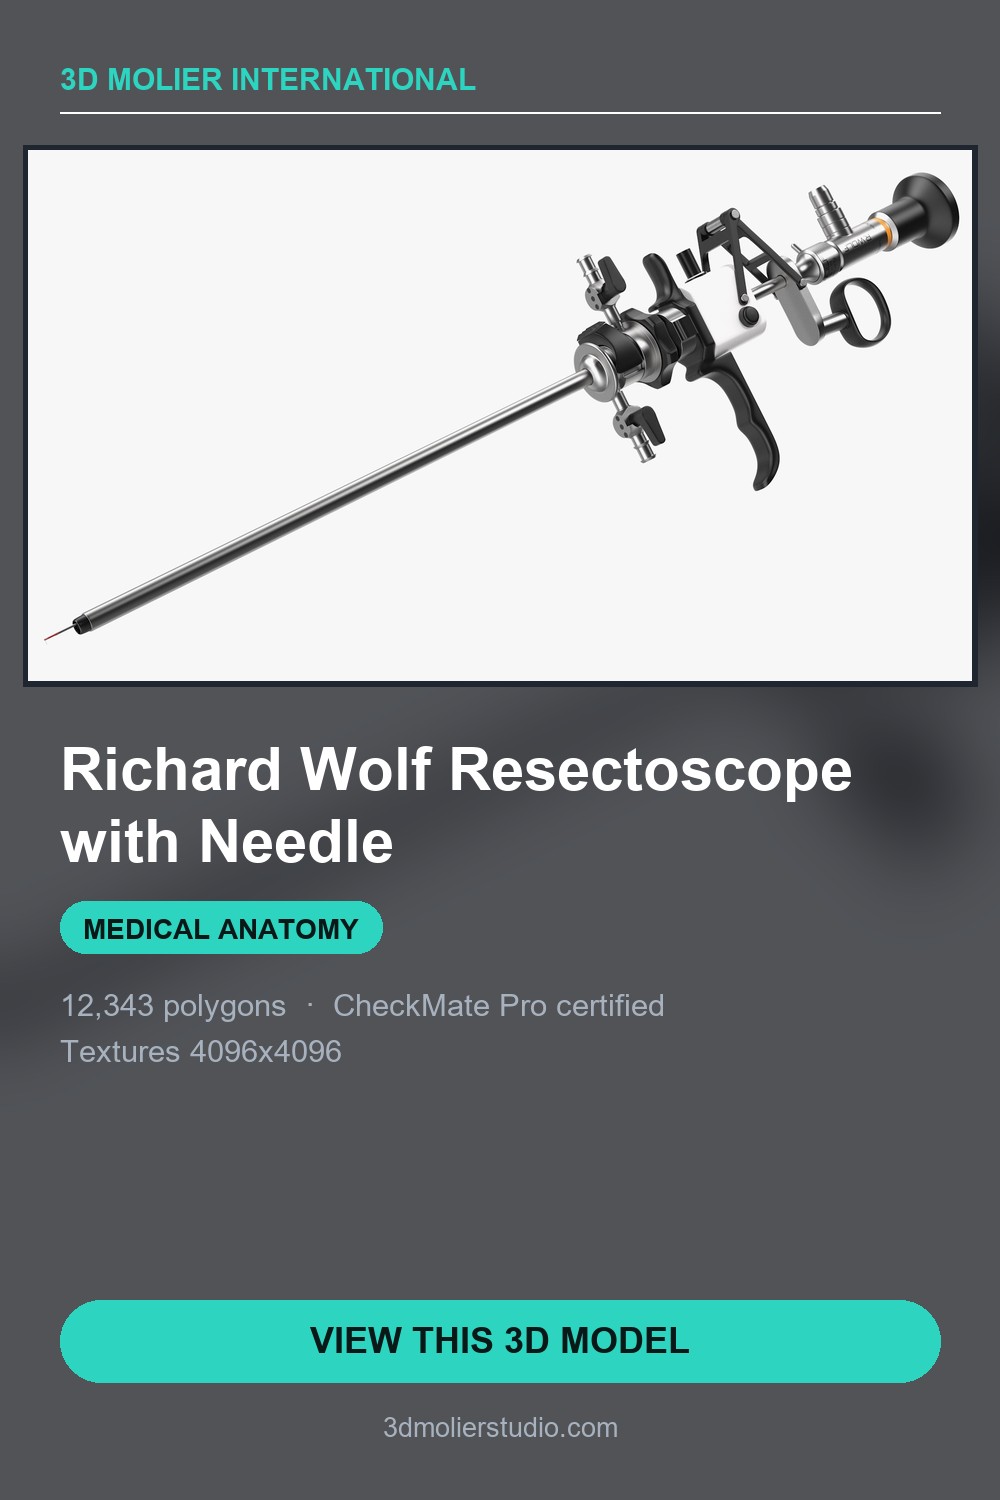 3D MOLIER INTERNATIONAL
Richard Wolf Resectoscope
with Needle
MEDICAL ANATOMY
12,343 polygons · CheckMate Pro certified
Textures 4096x4096
VIEW THIS 3D MODEL
3dmolierstudio.com